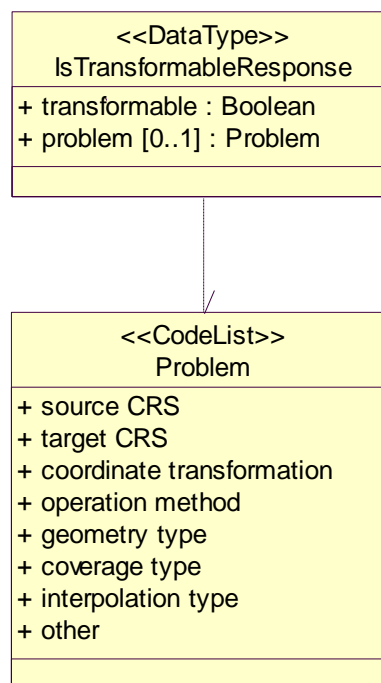 <<DataType>>
IsTransformableResponse
+ transformable : Boolean
+ problem [0..1] : Problem
<<CodeList>>
Problem
+ source CRS
+ target CRS
+ coordinate transformation
+ operation method
+ geometry type
+ coverage type
+ interpolation type
+ other